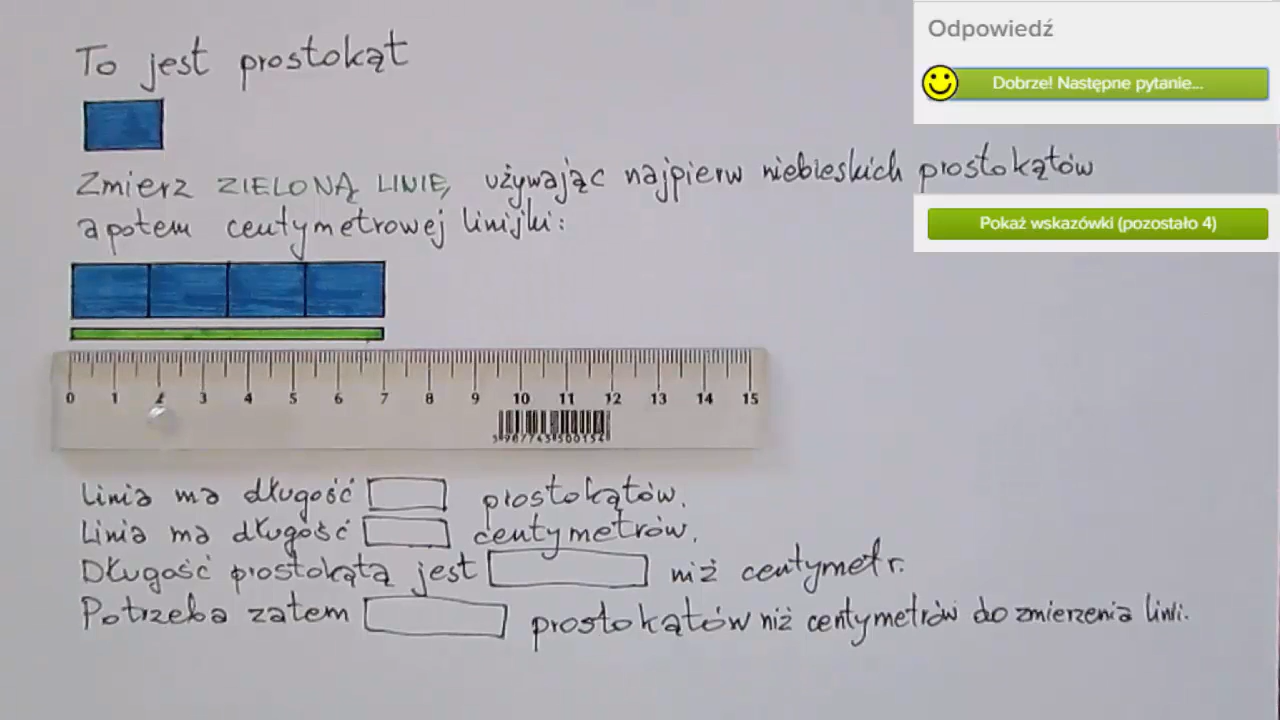 To jest prostokąt
Zmierz ZIELONĄ LINIĘ, używając najpierw niebieskich prostokątów
a potem centymetrowej linijki:
0 1 2 3 4 5 6 7 8 9 10 11 12 13 14 15
Linia ma długość prostokątów.
Linia ma długość centymetrów.
Długość prostokąta jest niż centymetr.
Potrzeba zatem prostokątów niż centymetrów do zmierzenia linii.
Odpowiedź
Dobrze! Następne pytanie...
Pokaż wskazówki (pozostało 4)